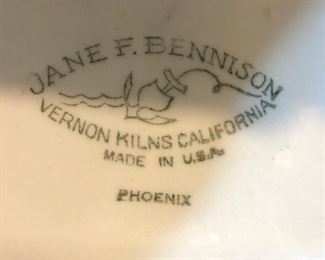 JANE F. BENNISON
VERNON KILNS CALIFORNIA
MADE IN U.S.A.
PHOENIX